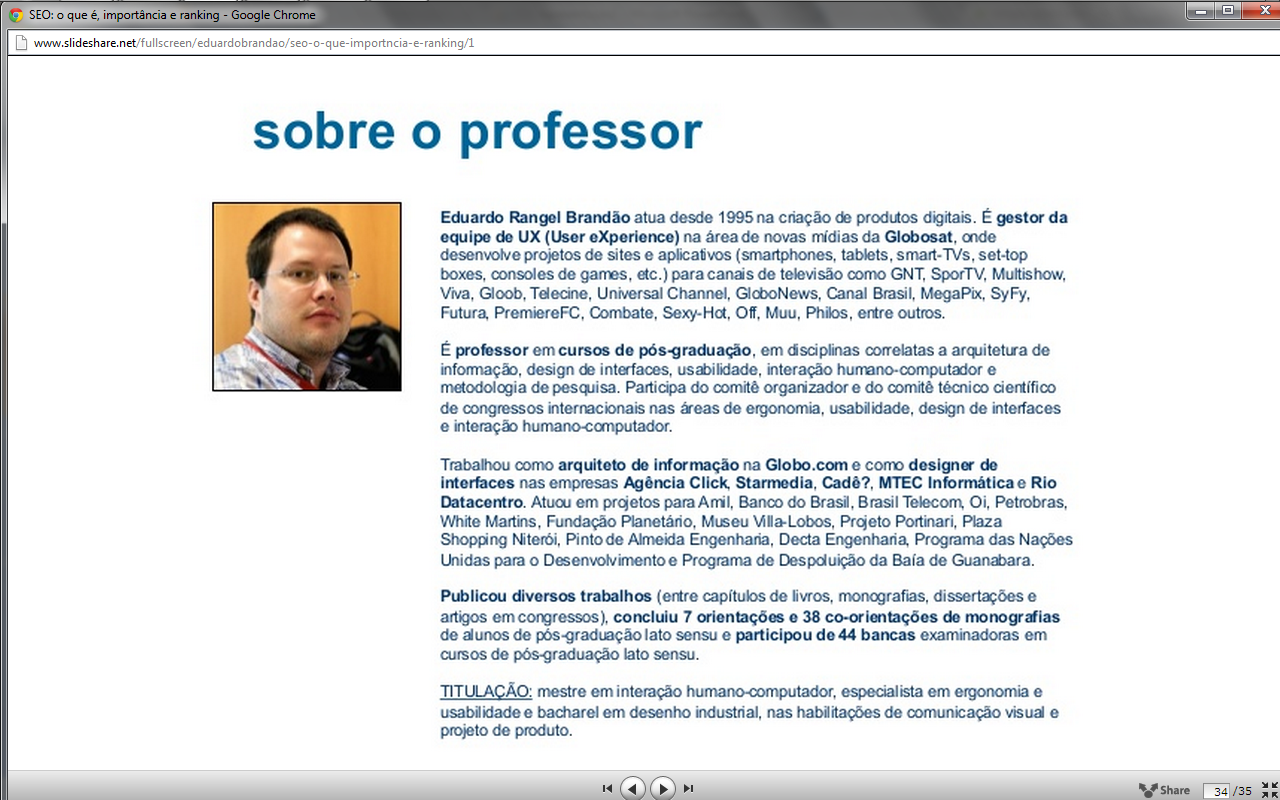 SEO: o que é, importância e ranking - Google Chrome
www.slideshare.net/fullscreen/eduardobrandao/seo-o-que-importncia-e-ranking/1
sobre o professor
Eduardo Rangel Brandão atua desde 1995 na criação de produtos digitais. É gestor da
equipe de UX (User eXperience) na área de novas mídias da Globosat, onde
desenvolve projetos de sites e aplicativos (smartphones, tablets, smart-TVs, set-top
boxes, consoles de games, etc.) para canais de televisão como GNT, SporTV, Multishow,
Viva, Gloob, Telecine, Universal Channel, GloboNews, Canal Brasil, MegaPix, SyFy,
Futura, PremiereFC, Combate, Sexy-Hot, Off, Muu, Philos, entre outros.
É professor em cursos de pós-graduação, em disciplinas correlatas a arquitetura de
informação, design de interfaces, usabilidade, interação humano-computador e
metodologia de pesquisa. Participa do comitê organizador e do comitê técnico científico
de congressos internacionais nas áreas de ergonomia, usabilidade, design de interfaces
e interação humano-computador.
Trabalhou como arquiteto de informação na Globo.com e como designer de
interfaces nas empresas Agência Click, Starmedia, Cadê?, MTEC Informática e Rio
Datacentro. Atuou em projetos para Amil, Banco do Brasil, Brasil Telecom, Oi, Petrobras,
White Martins, Fundação Planetário, Museu Villa-Lobos, Projeto Portinari, Plaza
Shopping Niterói, Pinto de Almeida Engenharia, Decta Engenharia, Programa das Nações
Unidas para o Desenvolvimento e Programa de Despoluição da Baía de Guanabara.
Publicou diversos trabalhos (entre capítulos de livros, monografias, dissertações e
artigos em congressos), concluiu 7 orientações e 38 co-orientações de monografias
de alunos de pós-graduação lato sensu e participou de 44 bancas examinadoras em
cursos de pós-graduação lato sensu.
TITULAÇÃO: mestre em interação humano-computador, especialista em ergonomia e
usabilidade e bacharel em desenho industrial, nas habilitações de comunicação visual e
projeto de produto.
Share 34 /35